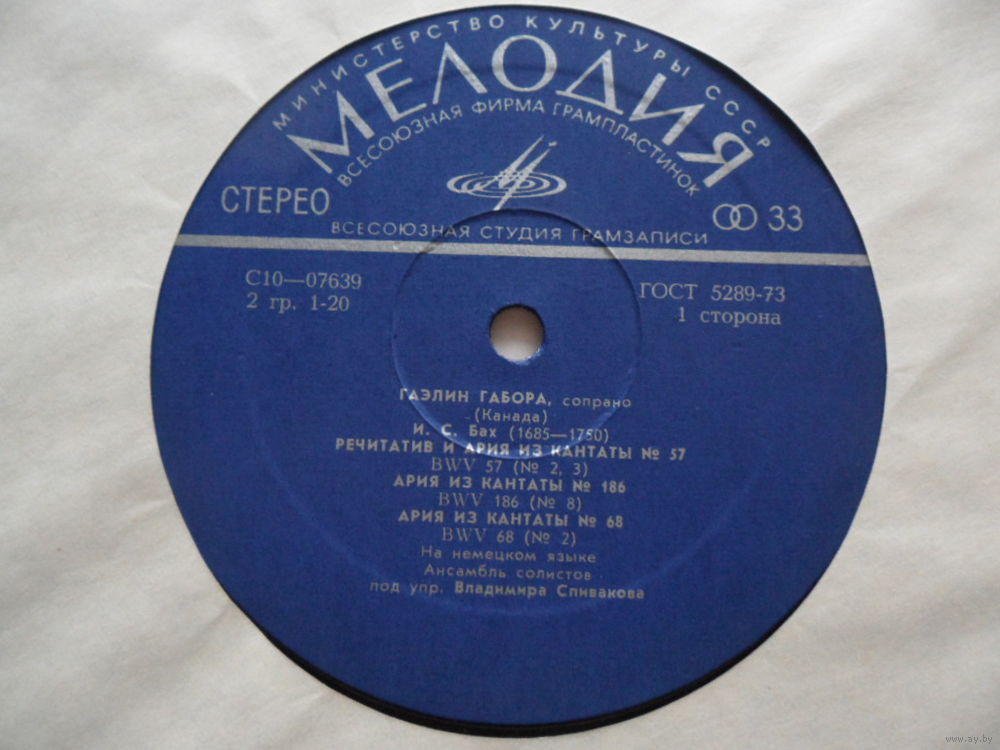 МИНИСТЕРСТВО КУЛЬТУРЫ СССР
МЕЛОДИЯ
ВСЕСОЮЗНАЯ ФИРМА ГРАМПЛАСТИНОК
СТЕРЕО
33
ВСЕСОЮЗНАЯ СТУДИЯ ГРАМЗАПИСИ
С10—07639
2 гр. 1-20
ГОСТ 5289-73
1 сторона
ГАЭЛИН ГАБОРА, сопрано
(Канада)
И. С. Бах (1685—1750)
РЕЧИТАТИВ И АРИЯ ИЗ КАНТАТЫ № 57
BWV 57 (№ 2, 3)
АРИЯ ИЗ КАНТАТЫ № 186
BWV 186 (№ 8)
АРИЯ ИЗ КАНТАТЫ № 68
BWV 68 (№ 2)
На немецком языке
Ансамбль солистов
под упр. Владимира Спивакова
www.ay.by